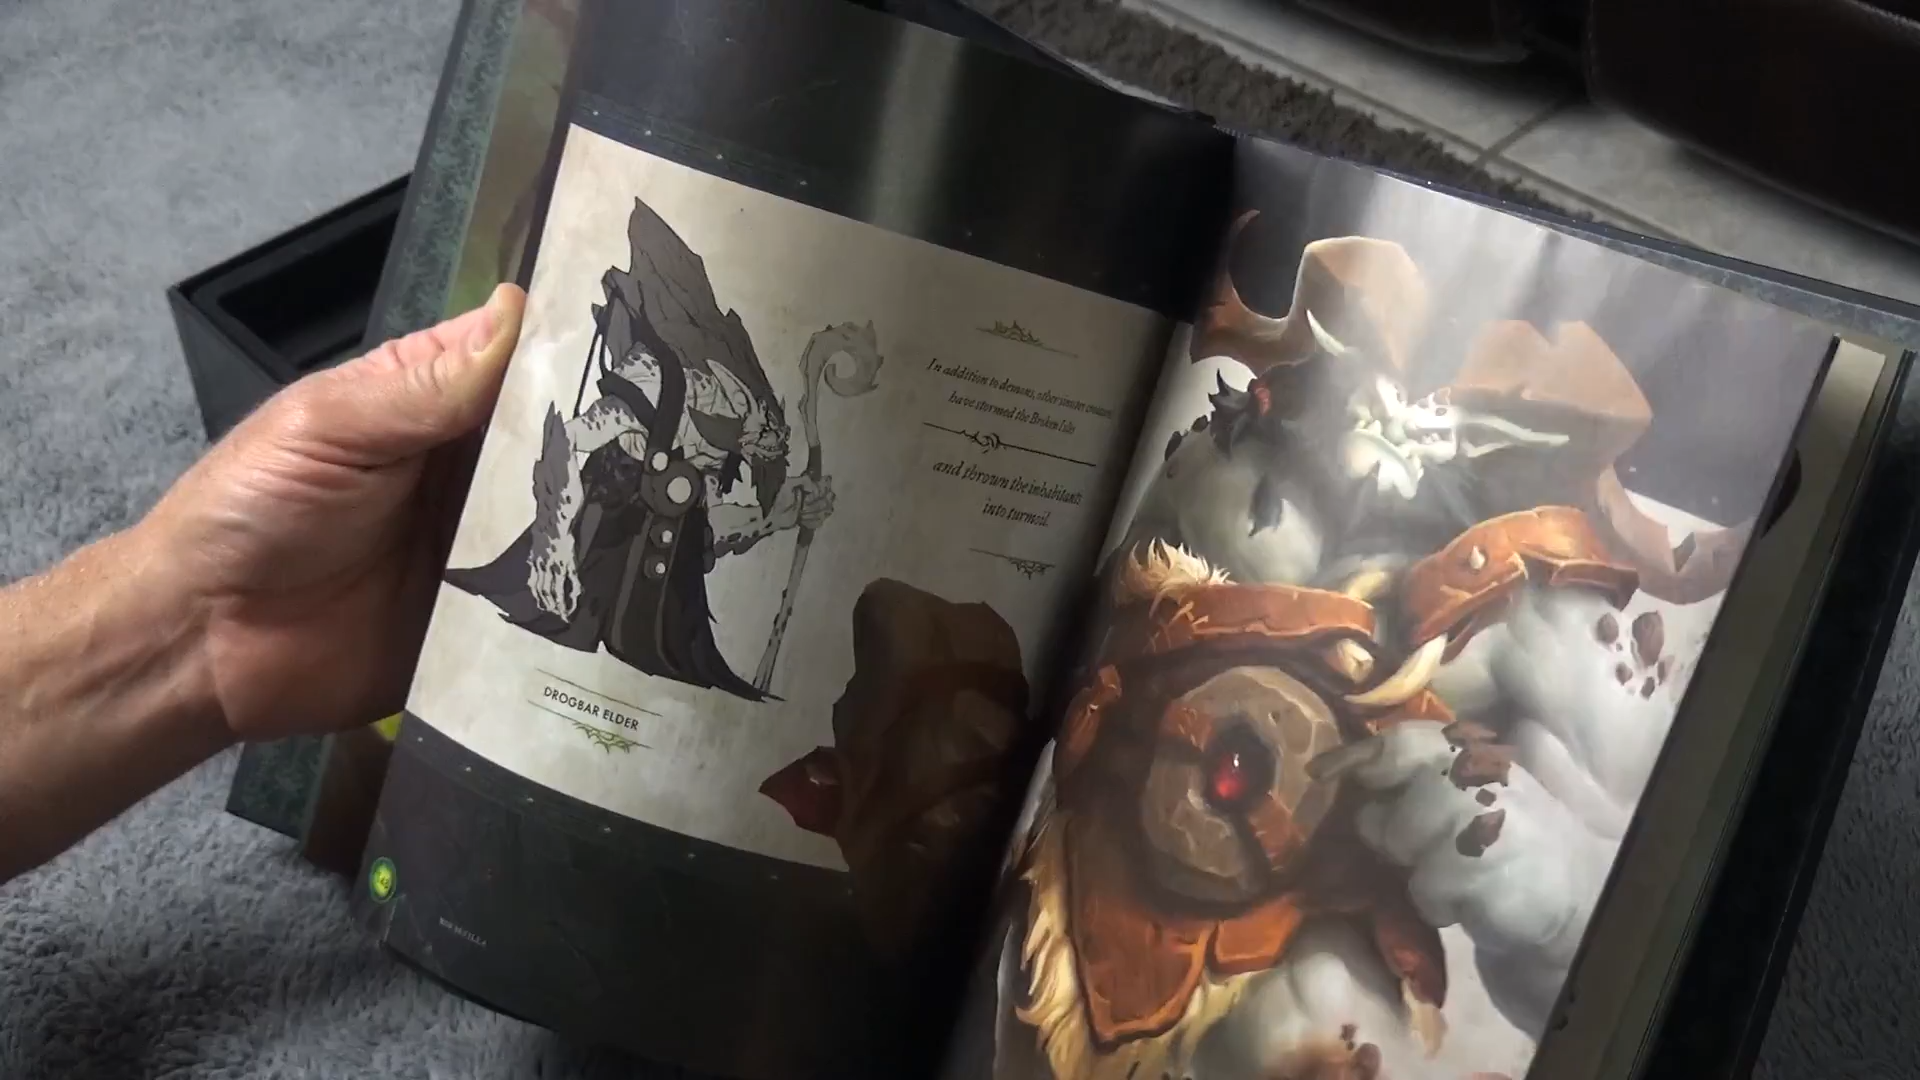 In addition to demons, other sinister creatures
have stormed the Broken Isles
and thrown the inhabitants
into turmoil.
DROGBAR ELDER